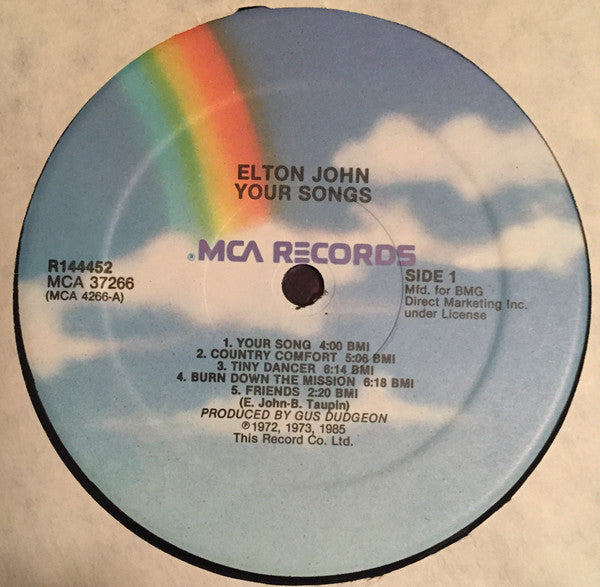 ELTON JOHN
YOUR SONGS
®MCA RECORDS
R144452
MCA 37266
(MCA 4266-A)
SIDE 1
Mfd. for BMG
Direct Marketing Inc.
under License
1. YOUR SONG 4:00 BMI
2. COUNTRY COMFORT 5:06 BMI
3. TINY DANCER 6:14 BMI
4. BURN DOWN THE MISSION 6:18 BMI
5. FRIENDS 2:20 BMI
(E. John-B. Taupin)
PRODUCED BY GUS DUDGEON
℗1972, 1973, 1985
This Record Co. Ltd.